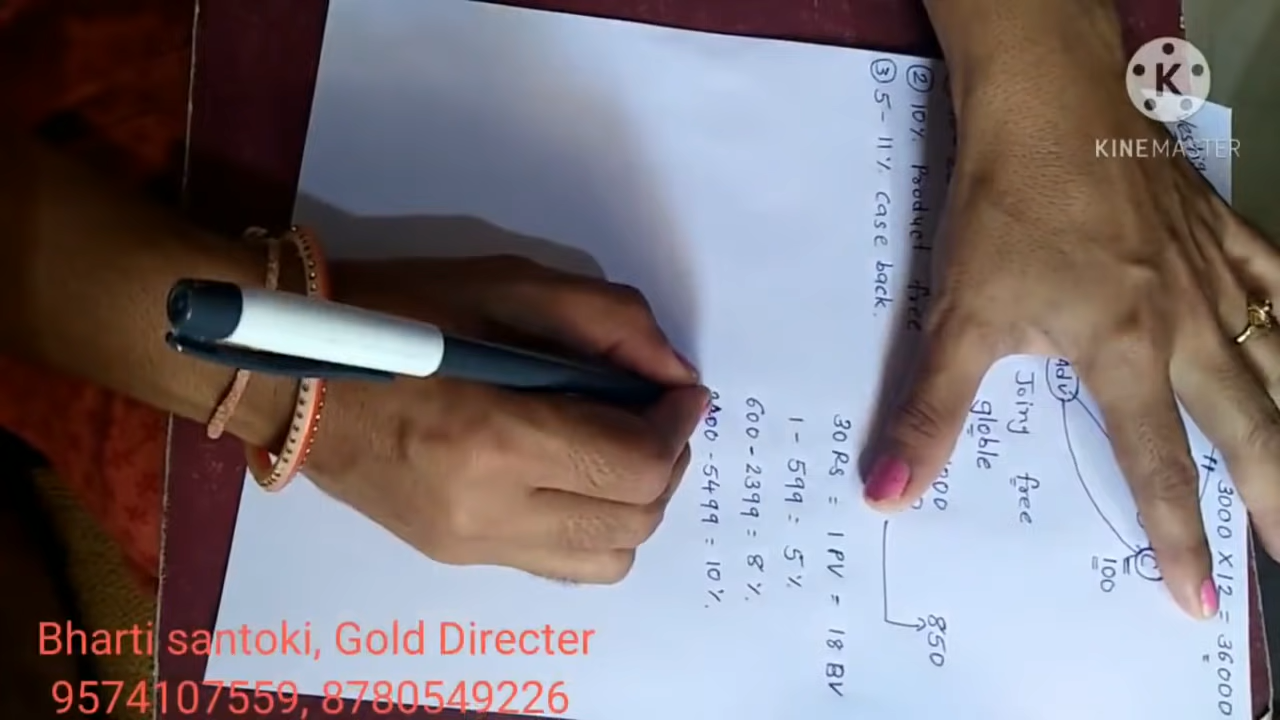 3000 X 12 = 36000
Adv
100
Joing free
globle
850
② 10% Product free
③ 5 - 11% Case back.
30 Rs = 1 PV = 18 BV
1 - 599 = 5%
600 - 2399 = 8%.
2400 - 5499 = 10%.
K
KINEMASTER
Bharti santoki, Gold Directer
9574107559, 8780549226